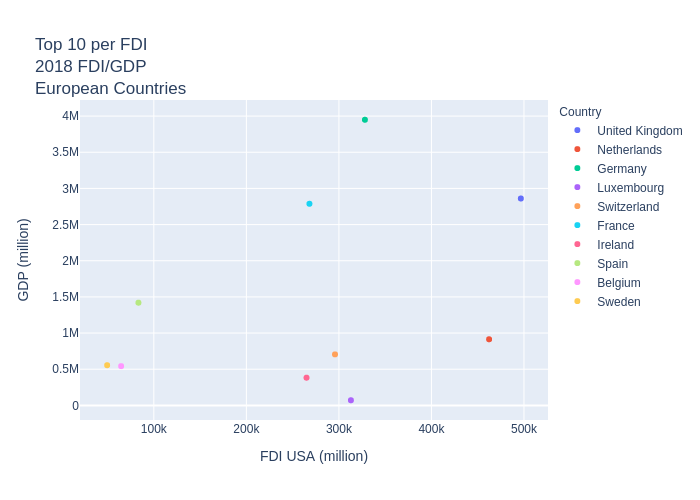 Top 10 per FDI
2018 FDI/GDP
European Countries
Country
United Kingdom
Netherlands
Germany
Luxembourg
Switzerland
France
Ireland
Spain
Belgium
Sweden
GDP (million)
4M
3.5M
3M
2.5M
2M
1.5M
1M
0.5M
0
100k 200k 300k 400k 500k
FDI USA (million)